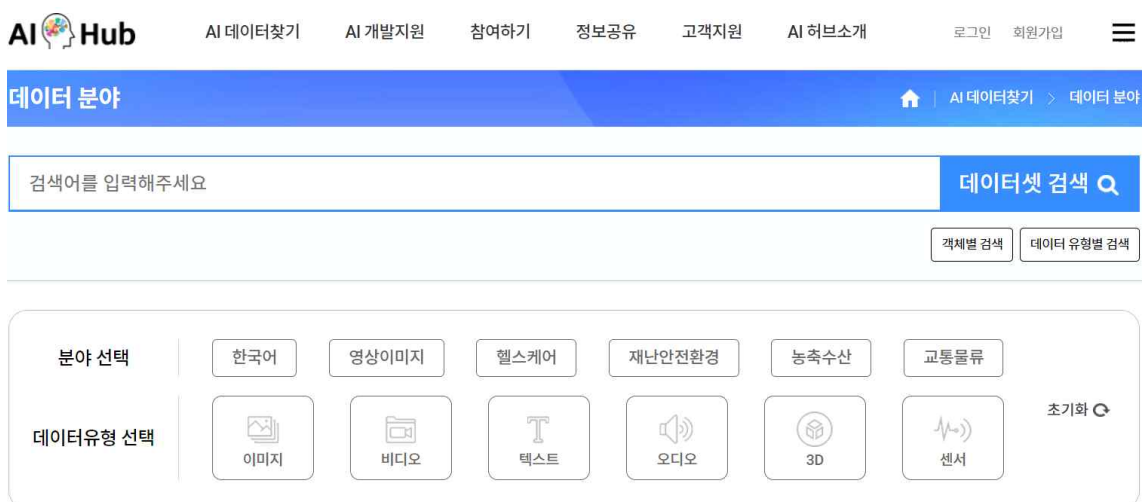 AI Hub
AI 데이터찾기 AI 개발지원 참여하기 정보공유 고객지원 AI 허브소개 로그인 회원가입
데이터 분야 AI 데이터찾기 > 데이터 분야
검색어를 입력해주세요 데이터셋 검색
객체별 검색 데이터 유형별 검색
분야 선택 한국어 영상이미지 헬스케어 재난안전환경 농축수산 교통물류
초기화
데이터유형 선택 이미지 비디오 텍스트 오디오 3D 센서